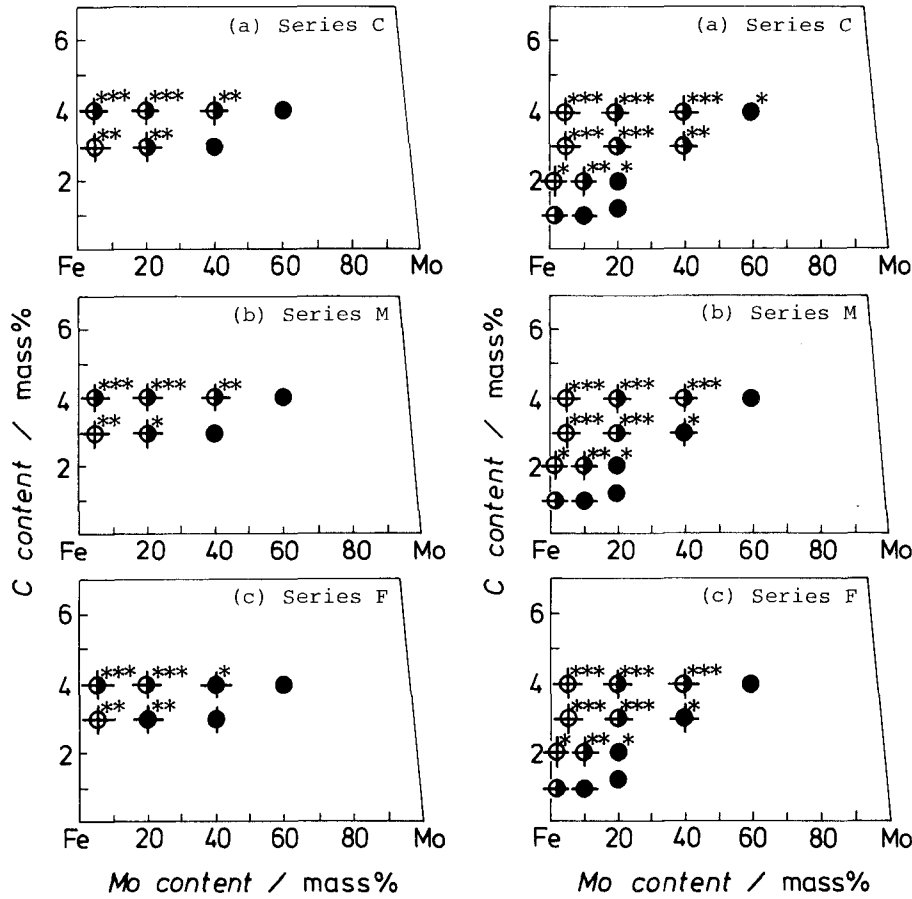 (a) Series C
6
*** *** **
4
** **
2
Fe 20 40 60 80 Mo
(b) Series M
6
*** *** **
4
** *
2
Fe 20 40 60 80 Mo
(c) Series F
6
*** *** *
4
** **
2
Fe 20 40 60 80 Mo
C content / mass%
Mo content / mass%
(a) Series C
6
*** *** *** *
4
*** *** **
* ** *
2
Fe 20 40 60 80 Mo
(b) Series M
6
*** *** ***
4
*** *** *
* ** *
2
Fe 20 40 60 80 Mo
(c) Series F
6
*** *** ***
4
*** *** *
* ** *
2
Fe 20 40 60 80 Mo
C content / mass%
Mo content / mass%